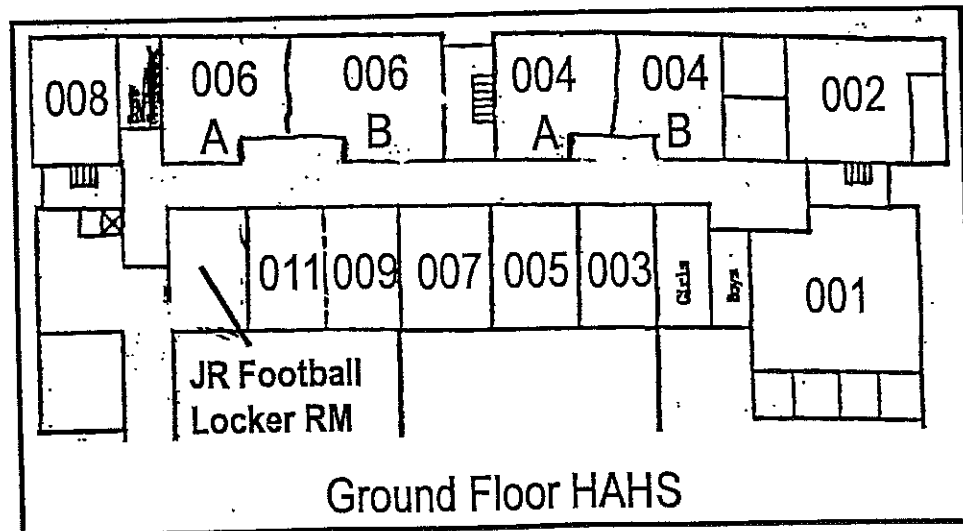 008
006
A
006
B
004
A
004
B
002
011
009
007
005
003
Girls
Boys
001
JR Football
Locker RM
Ground Floor HAHS